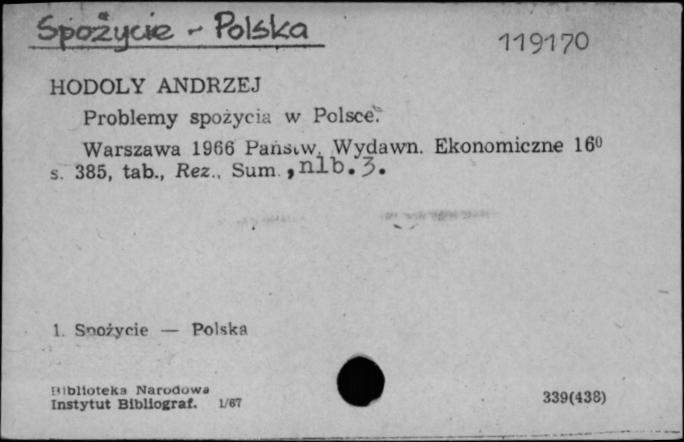 Spożycie - Polska
119170
HODOLY ANDRZEJ
Problemy spożycia w Polsce.
Warszawa 1966 Państw. Wydawn. Ekonomiczne 16⁰
s. 385, tab., Rez., Sum., nlb. 3.
1. Spożycie — Polska
Biblioteka Narodowa
Instytut Bibliograf. 1/67
339(438)